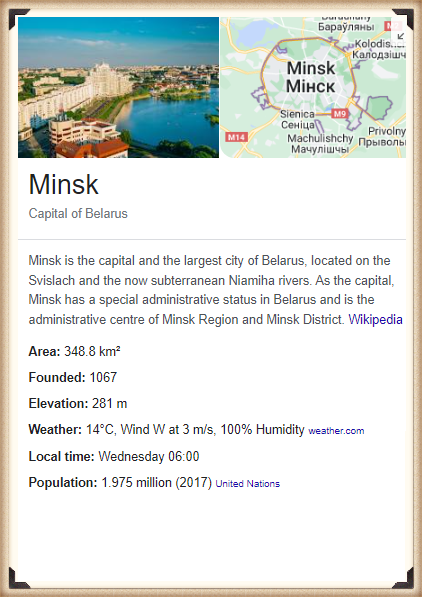 Daraduany
Бараўляны
Kolodis...
Калодзішч
Minsk
Мінск
Sienica
Сеніца
M9
M14
Machulishchy
Мачулішчы
Privolny
Прыволь
Minsk
Capital of Belarus
Minsk is the capital and the largest city of Belarus, located on the
Svislach and the now subterranean Niamiha rivers. As the capital,
Minsk has a special administrative status in Belarus and is the
administrative centre of Minsk Region and Minsk District. Wikipedia
Area: 348.8 km²
Founded: 1067
Elevation: 281 m
Weather: 14°C, Wind W at 3 m/s, 100% Humidity weather.com
Local time: Wednesday 06:00
Population: 1.975 million (2017) United Nations